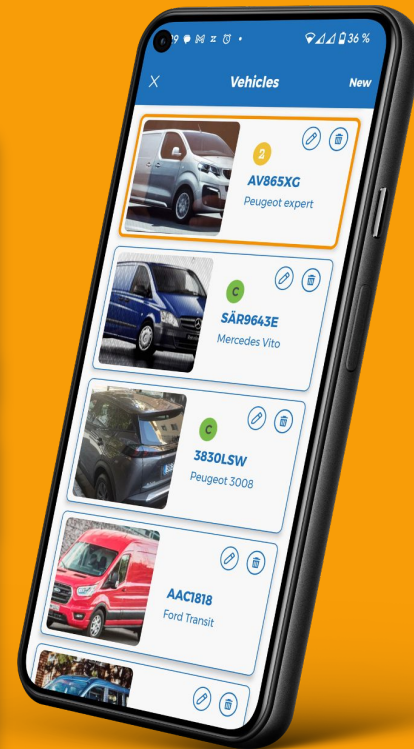 36 %
Vehicles
New
2
AV865XG
Peugeot expert
C
SÄR9643E
Mercedes Vito
C
3830LSW
Peugeot 3008
AAC1818
Ford Transit